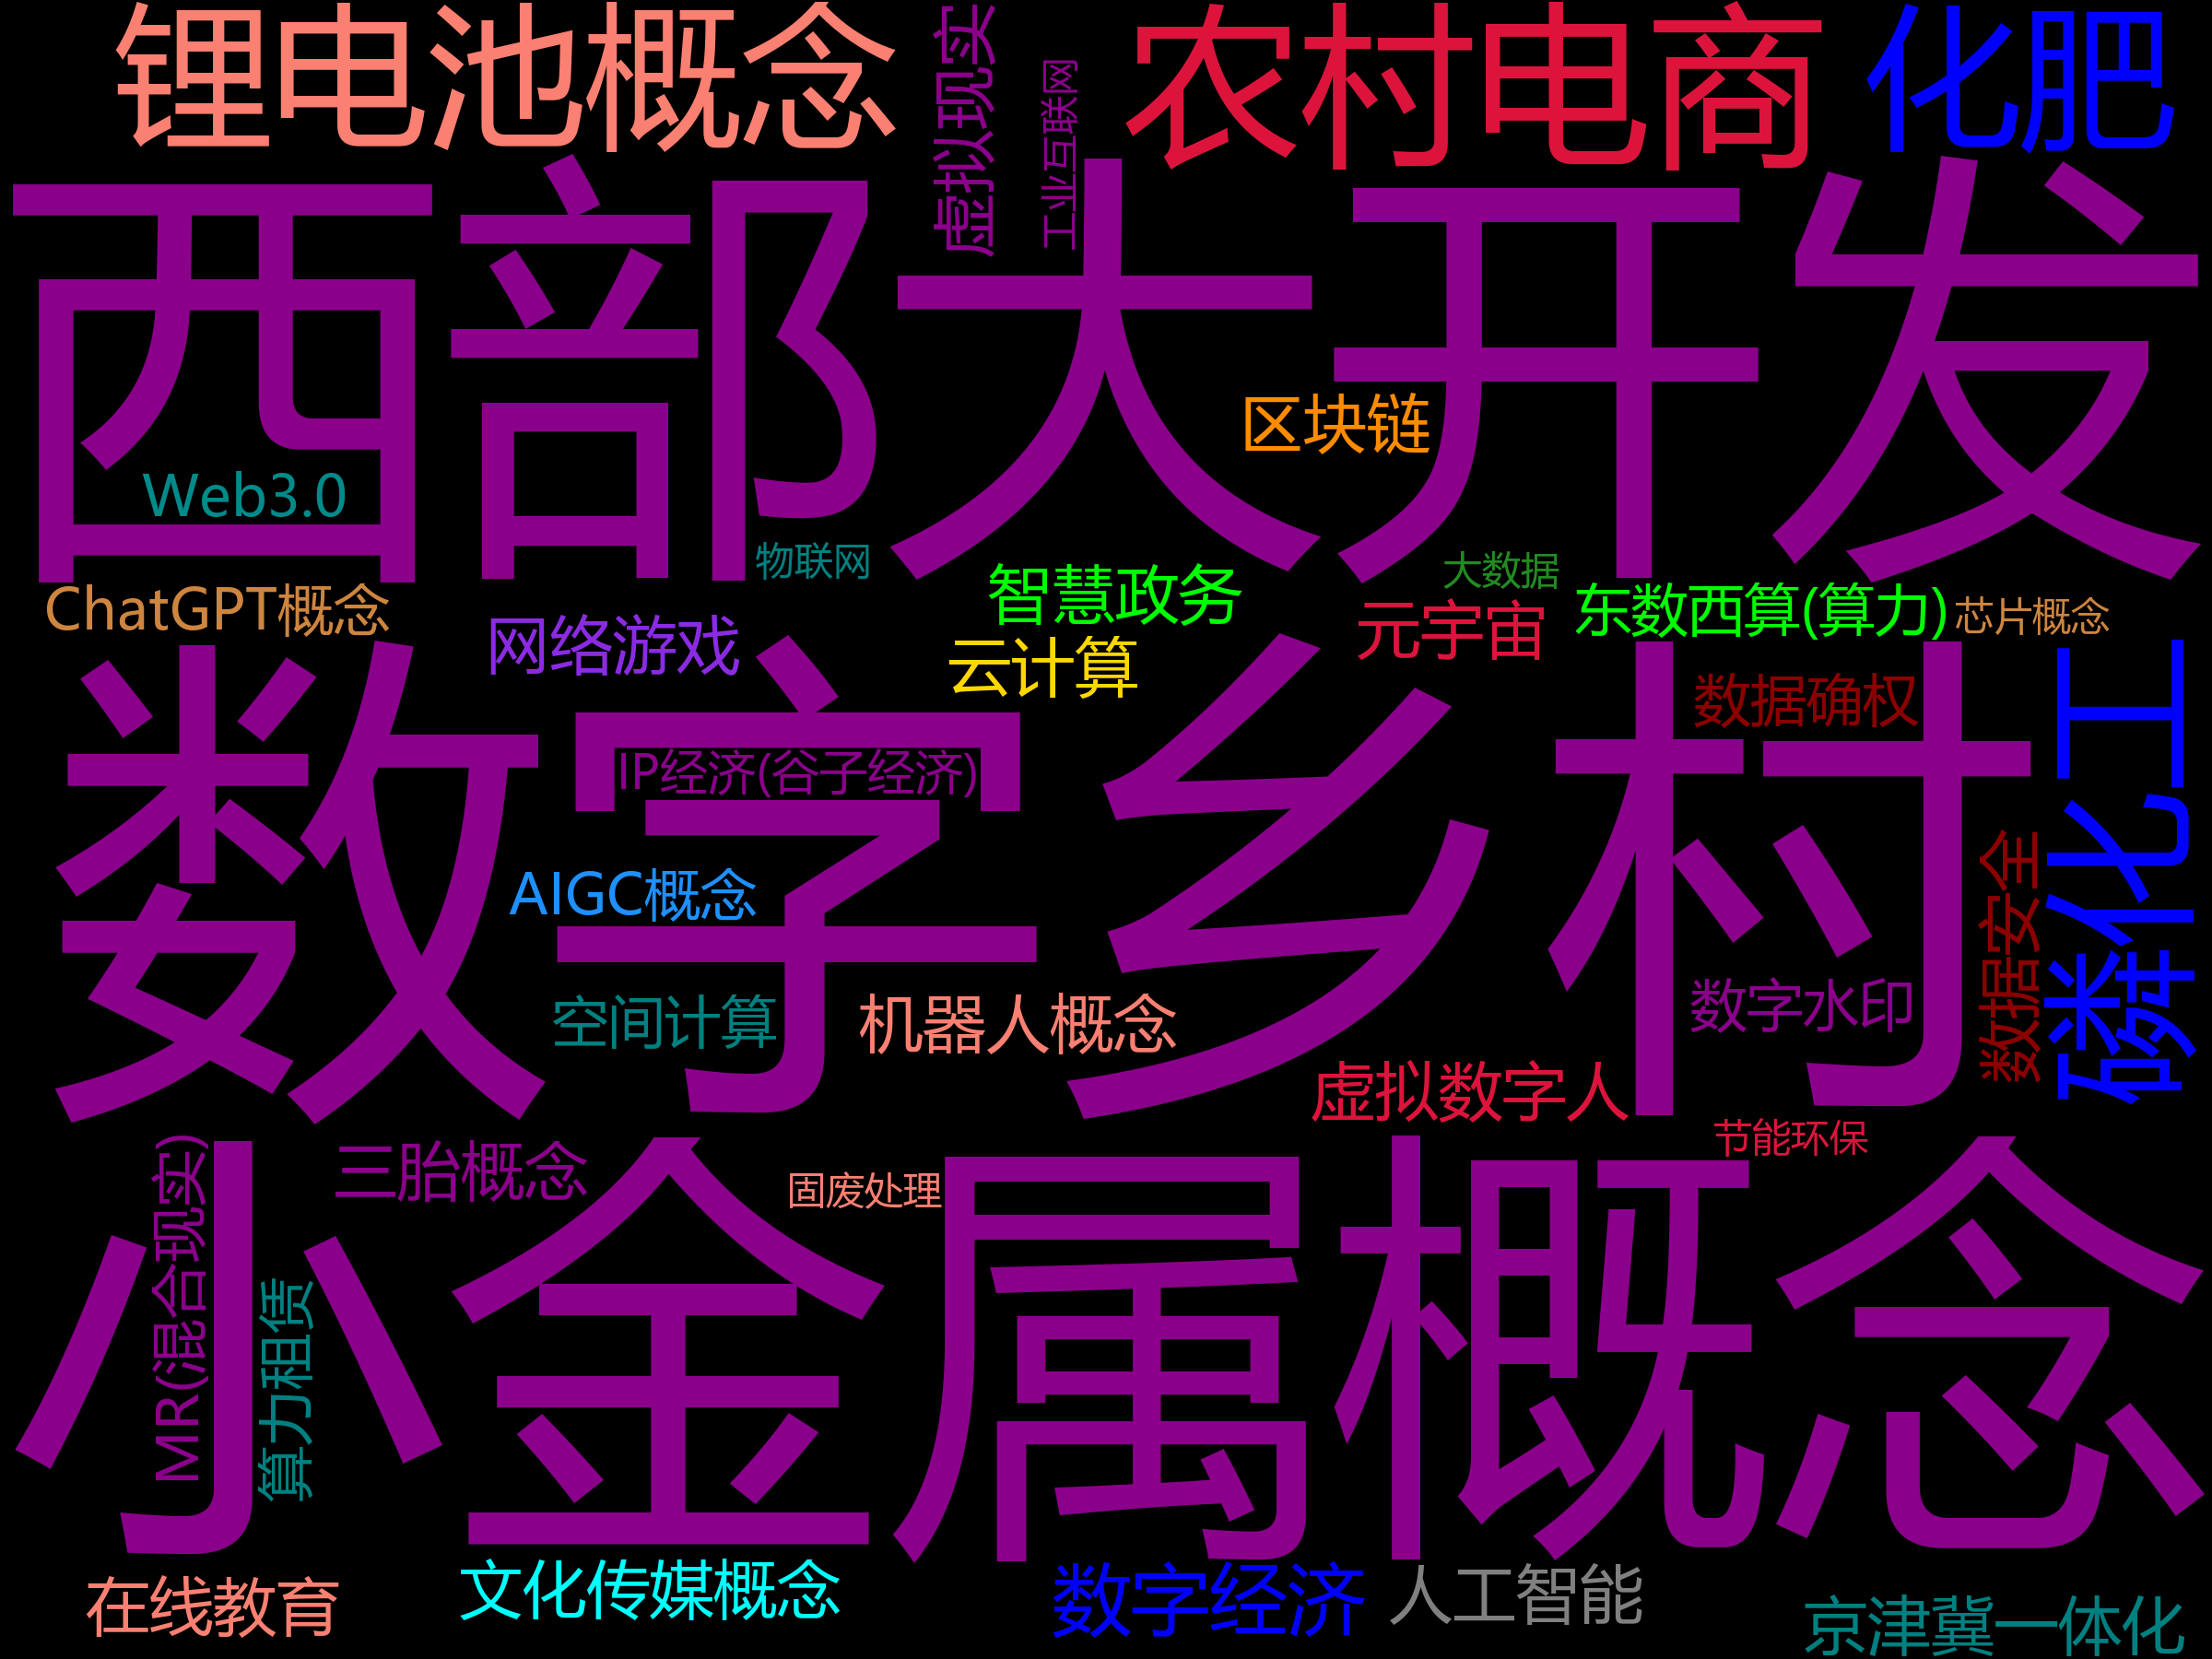 锂电池概念
虚拟现实
工业互联网
农村电商
化肥
西部大开发
区块链
Web3.0
物联网
大数据
智慧政务
ChatGPT概念
东数西算(算力)
芯片概念
元宇宙
网络游戏
云计算
数字乡村
数据确权
磷化工
IP经济(谷子经济)
数据安全
AIGC概念
数字水印
空间计算
机器人概念
虚拟数字人
节能环保
MR(混合现实)
三胎概念
固废处理
小金属概念
算力租赁
在线教育
文化传媒概念
数字经济
人工智能
京津翼一体化